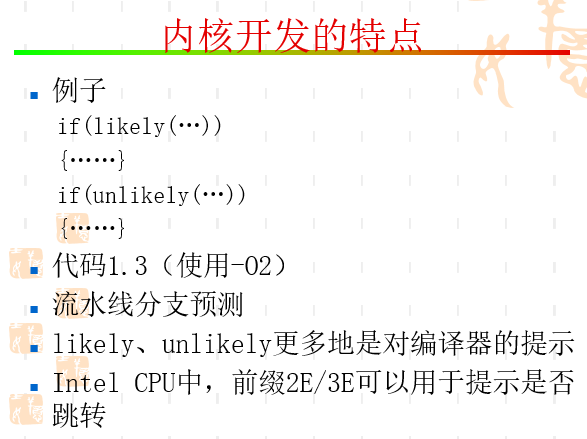 内核开发的特点
例子
if(likely(…))
{……}
if(unlikely(…))
{……}
代码1.3（使用-O2）
流水线分支预测
likely、unlikely更多地是对编译器的提示
Intel CPU中，前缀2E/3E可以用于提示是否
跳转